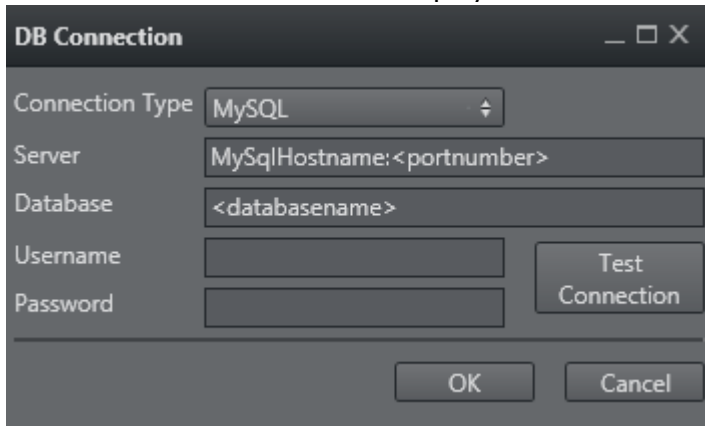 DB Connection
Connection Type MySQL
Server MySqlHostname:<portnumber>
Database <databasename>
Username
Password
Test
Connection
OK Cancel